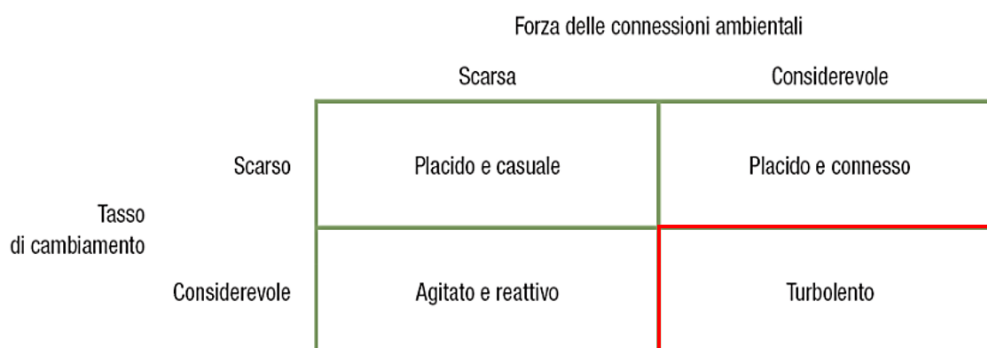 Forza delle connessioni ambientali
Scarsa Considerevole
Scarso Placido e casuale Placido e connesso
Tasso
di cambiamento
Considerevole Agitato e reattivo Turbolento